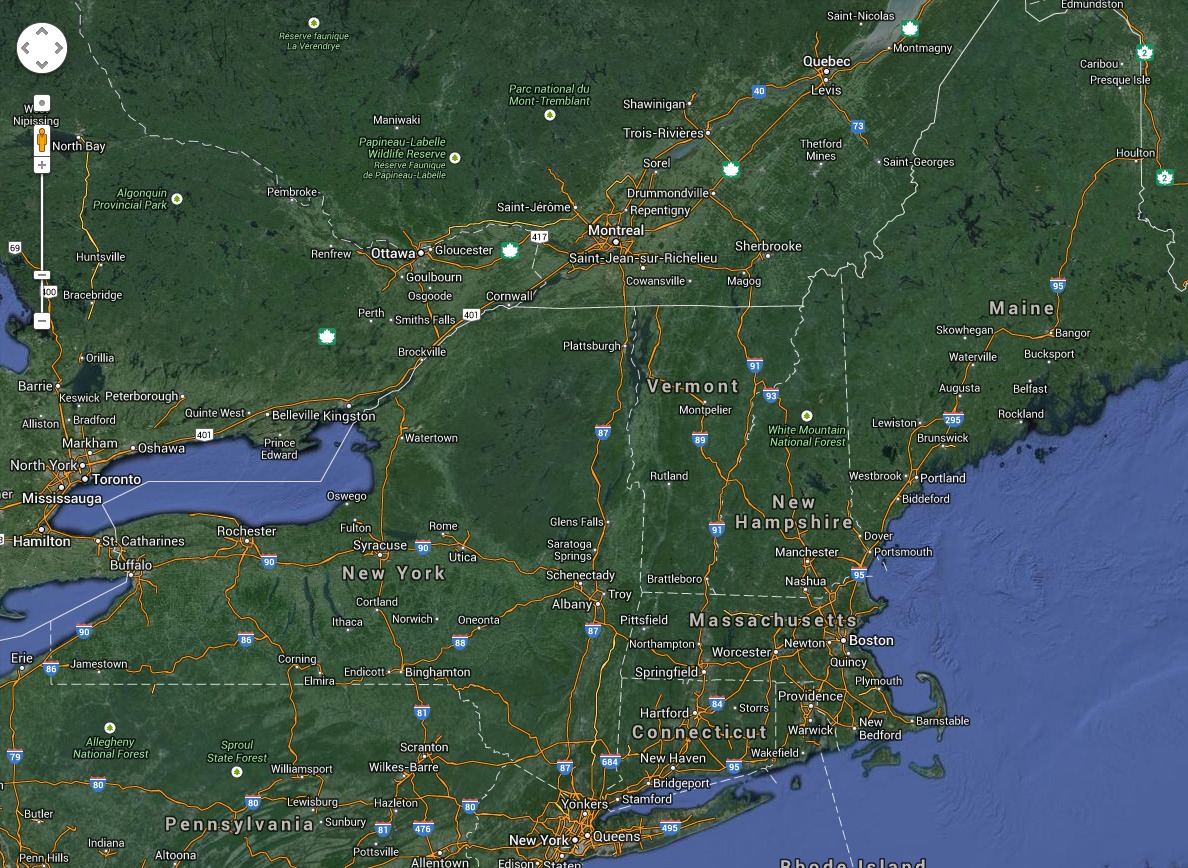 Edmundston
Saint-Nicolas
Réserve faunique
La Vérendrye
Montmagny
2
Quebec
Caribou
Presque Isle
Levis
Parc national du
Mont-Tremblant
40
Shawinigan
Nipissing
Maniwaki
73
Trois-Rivières
North Bay
Papineau-Labelle
Wildlife Reserve
Réserve Faunique
de Papineau-Labelle
Thetford
Mines
Houlton
Sorel
Saint-Georges
2
Pembroke
Algonquin
Provincial Park
Drummondville
Saint-Jérôme
Repentigny
Montreal
417
69
Ottawa
Gloucester
Renfrew
Sherbrooke
Huntsville
Saint-Jean-sur-Richelieu
Goulbourn
Cowansville
Magog
95
400
Bracebridge
Osgoode
Cornwall
Maine
Perth
Smiths Falls
401
Skowhegan
Bangor
Plattsburgh
Brockville
Orillia
Waterville
Bucksport
91
Barrie
Vermont
93
Augusta
Belfast
Keswick
Peterborough
Montpelier
Quinte West
Belleville
Kingston
Rockland
Alliston
Bradford
295
Lewiston
White Mountain
National Forest
401
87
89
Watertown
Brunswick
Markham
Oshawa
Prince
Edward
North York
Toronto
Rutland
Westbrook
Portland
Mississauga
Oswego
Biddeford
New
Hampshire
Glens Falls
Fulton
Rome
91
Rochester
Dover
Hamilton
St. Catharines
Syracuse
90
Utica
Saratoga
Springs
Manchester
Portsmouth
90
Buffalo
New York
Schenectady
Brattleboro
Nashua
95
Troy
Albany
Cortland
Norwich
Oneonta
Ithaca
Pittsfield
Massachusetts
90
86
88
87
Northampton
Newton
Boston
Worcester
Erie
86
Jamestown
Corning
Quincy
Endicott
Binghamton
Springfield
Elmira
Plymouth
Providence
84
Storrs
81
Hartford
Barnstable
New
Bedford
Warwick
Connecticut
Allegheny
National Forest
Sproul
State Forest
Scranton
Wakefield
79
New Haven
684
87
95
Williamsport
Wilkes-Barre
80
Bridgeport
Stamford
80
Lewisburg
Hazleton
80
Yonkers
Butler
Pennsylvania
Sunbury
81
476
495
New York
Queens
Indiana
Penn Hills
Altoona
Pottsville
Allentown
Edison
Staten
Rhode Island